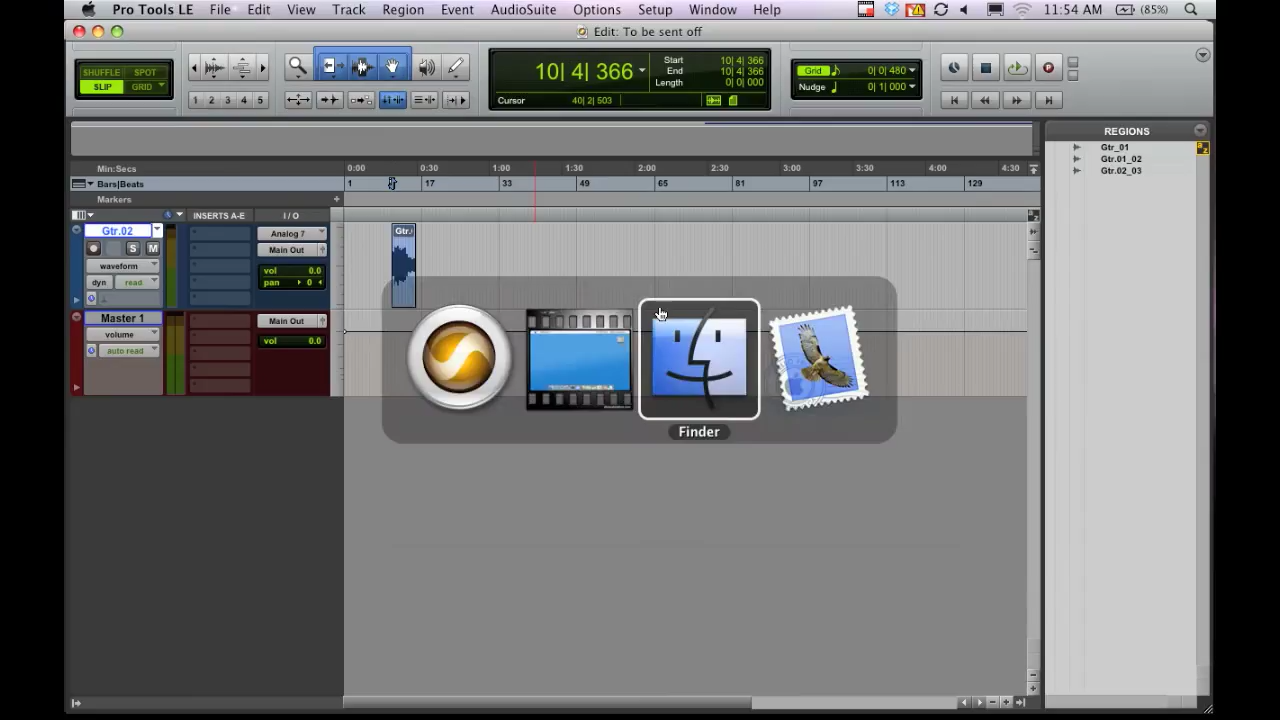 Pro Tools LE File Edit View Track Region Event AudioSuite Options Setup Window Help 11:54 AM (85%)
Edit: To be sent off
SHUFFLE SPOT
SLIP GRID
1 2 3 4 5
10| 4| 366
Start 10| 4| 366
End 10| 4| 366
Length 0| 0| 000
Cursor 40| 2| 503
Grid 0| 0| 480
Nudge 0| 1| 000
REGIONS
Gtr_01
Gtr.01_02
Gtr.02_03
Min:Secs 0:00 0:30 1:00 1:30 2:00 2:30 3:00 3:30 4:00 4:30
Bars|Beats 1 17 33 49 65 81 97 113 129
Markers
INSERTS A-E I / O
Gtr.02 Analog 7
S M Main Out
waveform vol 0.0
dyn read pan 0
Gtr.
Master 1 Main Out
volume vol 0.0
auto read
Finder